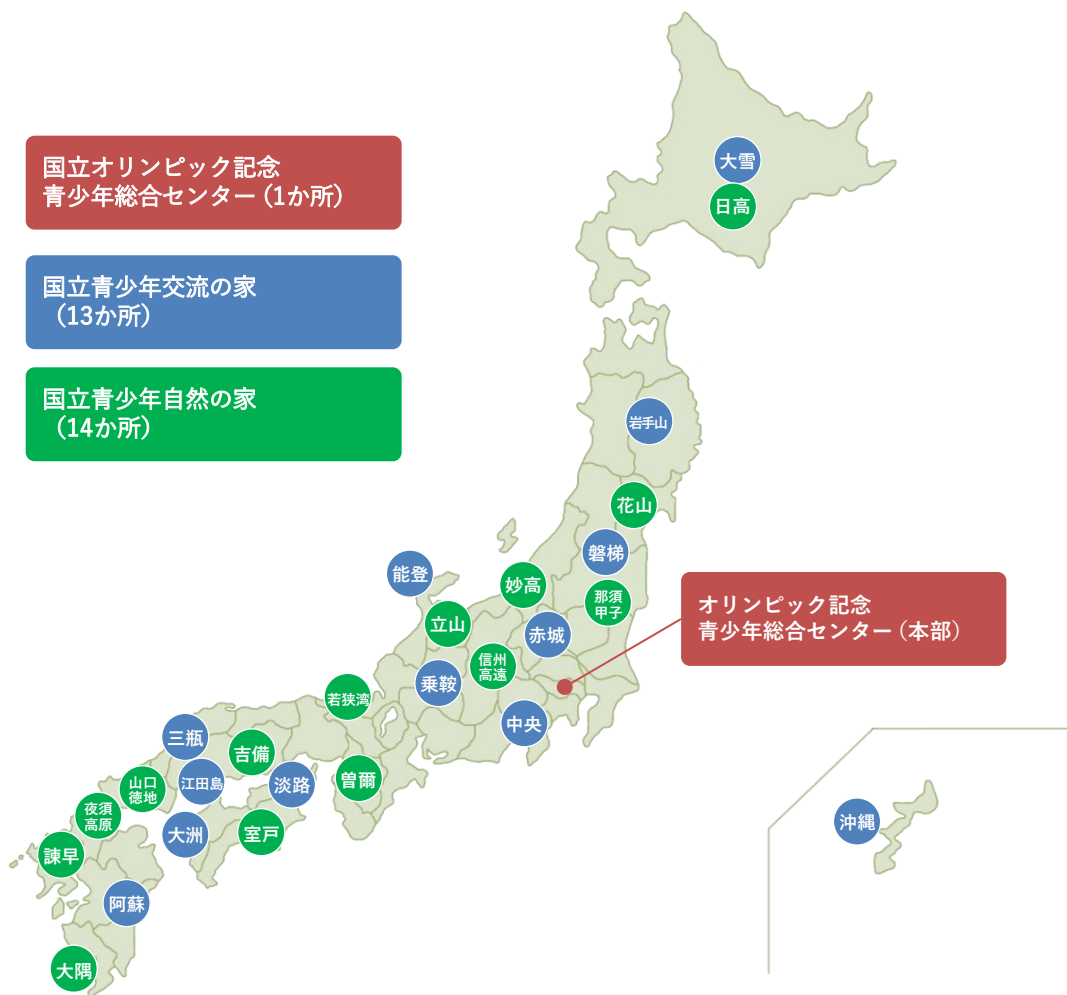 国立オリンピック記念
青少年総合センター（1か所）
国立青少年交流の家
（13か所）
国立青少年自然の家
（14か所）
大雪
日高
岩手山
花山
磐梯
能登
妙高
那須
甲子
オリンピック記念
青少年総合センター（本部）
立山
赤城
信州
高遠
乗鞍
若狭湾
中央
三瓶
吉備
曽爾
江田島
淡路
山口
徳地
夜須
高原
大洲
室戸
沖縄
諫早
阿蘇
大隅